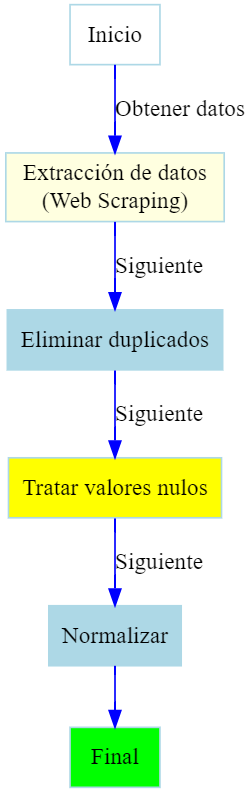 Inicio
Obtener datos
Extracción de datos
(Web Scraping)
Siguiente
Eliminar duplicados
Siguiente
Tratar valores nulos
Siguiente
Normalizar
Final